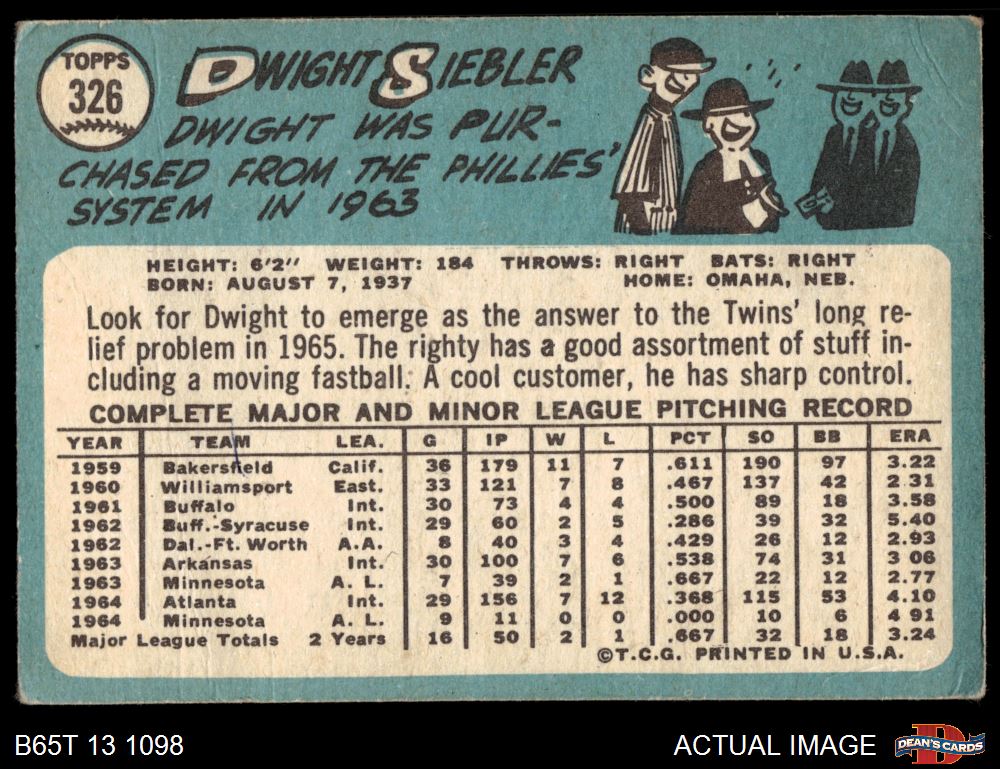 TOPPS
326
DWIGHT SIEBLER
DWIGHT WAS PUR-
CHASED FROM THE PHILLIES'
SYSTEM IN 1963
HEIGHT: 6'2" WEIGHT: 184 THROWS: RIGHT BATS: RIGHT
BORN: AUGUST 7, 1937 HOME: OMAHA, NEB.
Look for Dwight to emerge as the answer to the Twins' long re-
lief problem in 1965. The righty has a good assortment of stuff in-
cluding a moving fastball. A cool customer, he has sharp control.
COMPLETE MAJOR AND MINOR LEAGUE PITCHING RECORD
YEAR TEAM LEA. G IP W L PCT SO BB ERA
1959 Bakersfield Calif. 36 179 11 7 .611 190 97 3.22
1960 Williamsport East. 33 121 7 8 .467 137 42 2 31
1961 Buffalo Int. 30 73 4 4 .500 89 18 3.58
1962 Buff.-Syracuse Int. 29 60 2 5 .286 39 32 5.40
1962 Dal.-Ft. Worth A.A. 8 40 3 4 .429 26 12 2.93
1963 Arkansas Int. 30 100 7 6 .538 74 31 3 06
1963 Minnesota A. L. 7 39 2 1 .667 22 12 2.77
1964 Atlanta Int. 29 156 7 12 .368 115 53 4.10
1964 Minnesota A. L. 9 11 0 0 .000 10 6 4 91
Major League Totals 2 Years 16 50 2 1 .667 32 18 3.24
©T.C.G. PRINTED IN U.S.A.
B65T 13 1098 ACTUAL IMAGE D DEAN'S CARDS